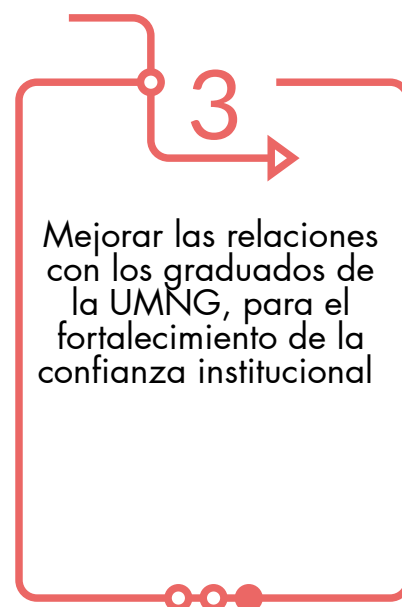 3
Mejorar las relaciones
con los graduados de
la UMNG, para el
fortalecimiento de la
confianza institucional